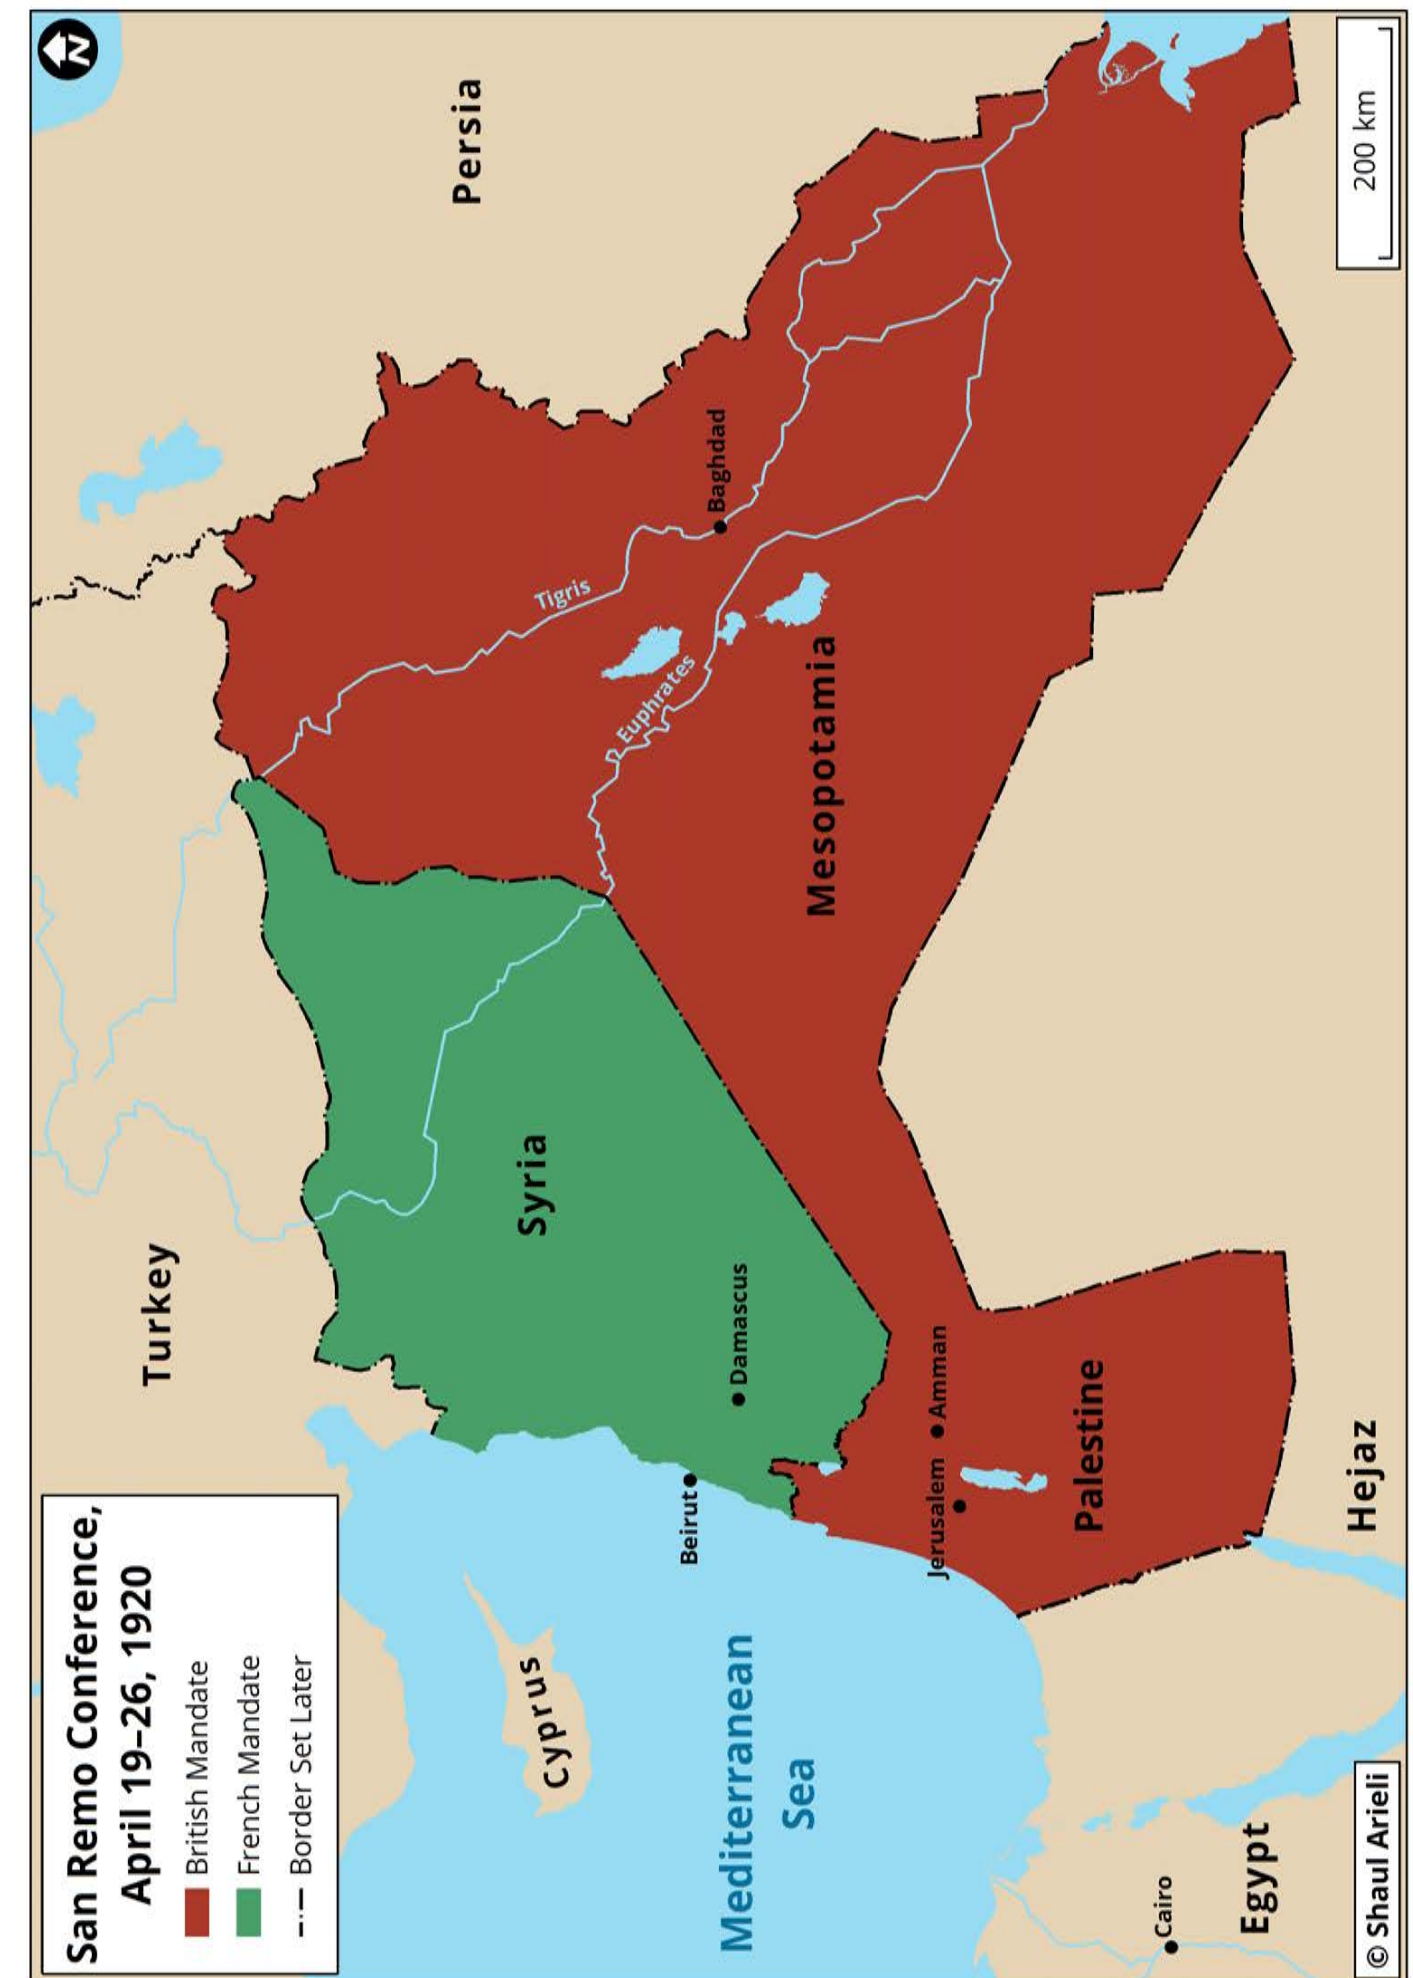 San Remo Conference,
April 19–26, 1920
British Mandate
French Mandate
Border Set Later
N
Turkey
Persia
Cyprus
Syria
Tigris
Euphrates
Baghdad
Beirut
Damascus
Mediterranean
Sea
Mesopotamia
Jerusalem
Amman
Palestine
Cairo
Egypt
Hejaz
200 km
© Shaul Arieli